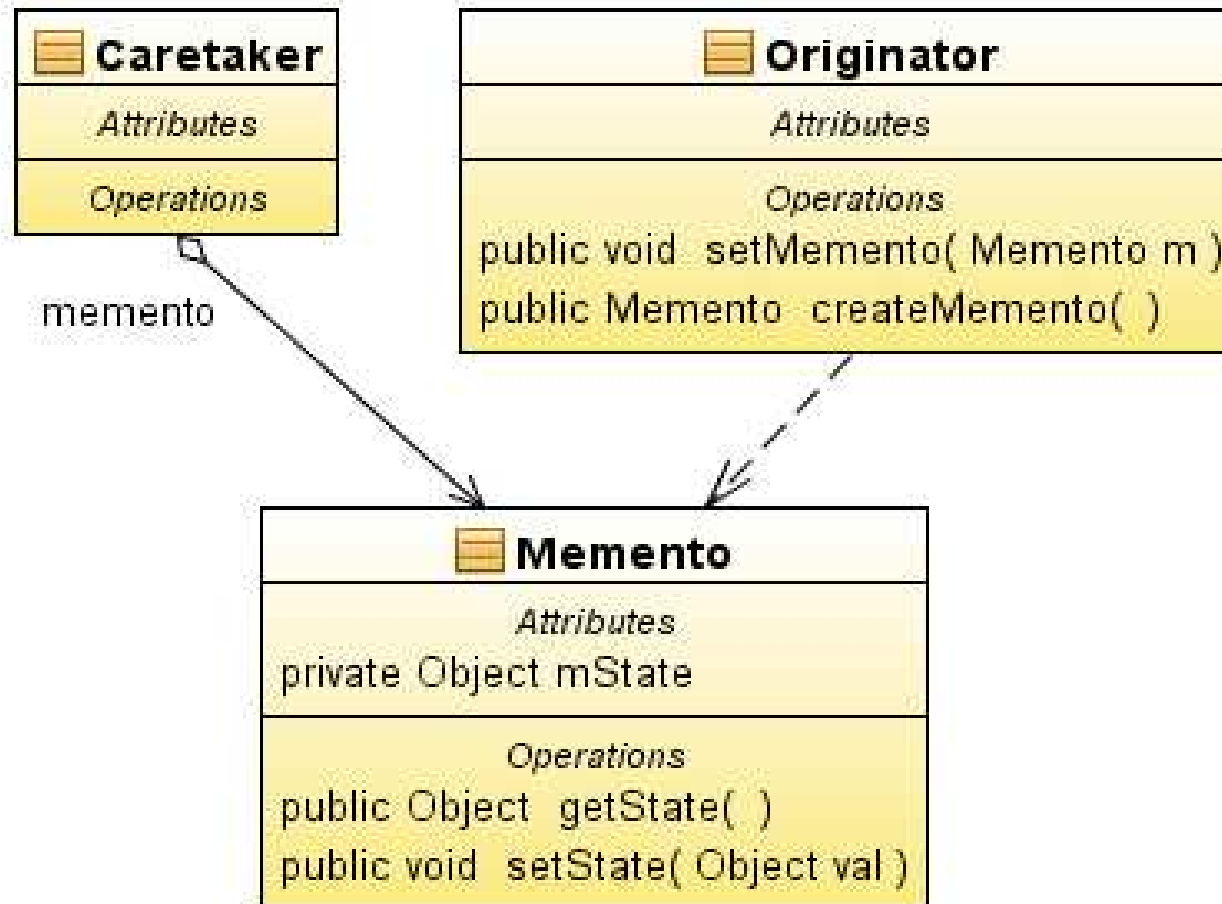 Caretaker
Attributes
Operations
Originator
Attributes
Operations
public void setMemento( Memento m )
public Memento createMemento( )
memento
Memento
Attributes
private Object mState
Operations
public Object getState( )
public void setState( Object val )